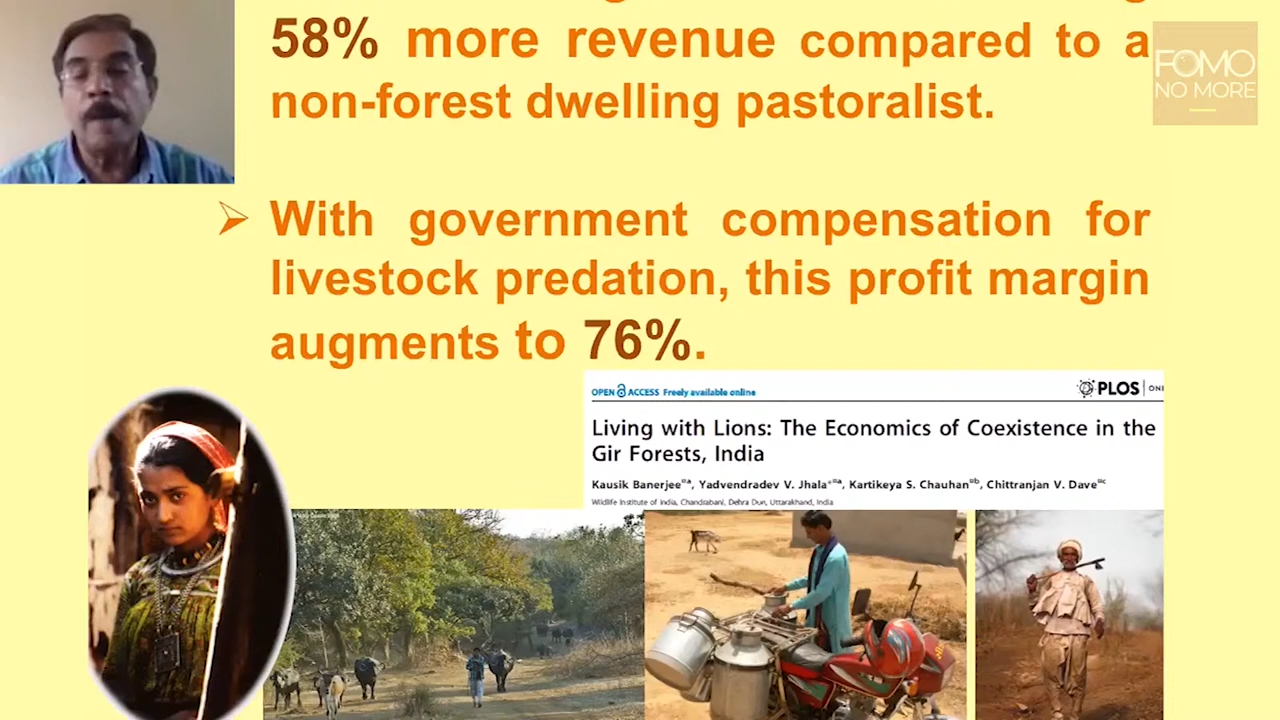 58% more revenue compared to a
non-forest dwelling pastoralist.
FOMO
NO MORE
➢ With government compensation for
livestock predation, this profit margin
augments to 76%.
OPEN ACCESS Freely available online
PLOS | ON
Living with Lions: The Economics of Coexistence in the
Gir Forests, India
Kausik Banerjee¤a, Yadvendradev V. Jhala*¤a, Kartikeya S. Chauhan¤b, Chittranjan V. Dave¤c
Wildlife Institute of India, Chandrabani, Dehra Dun, Uttarakhand, India